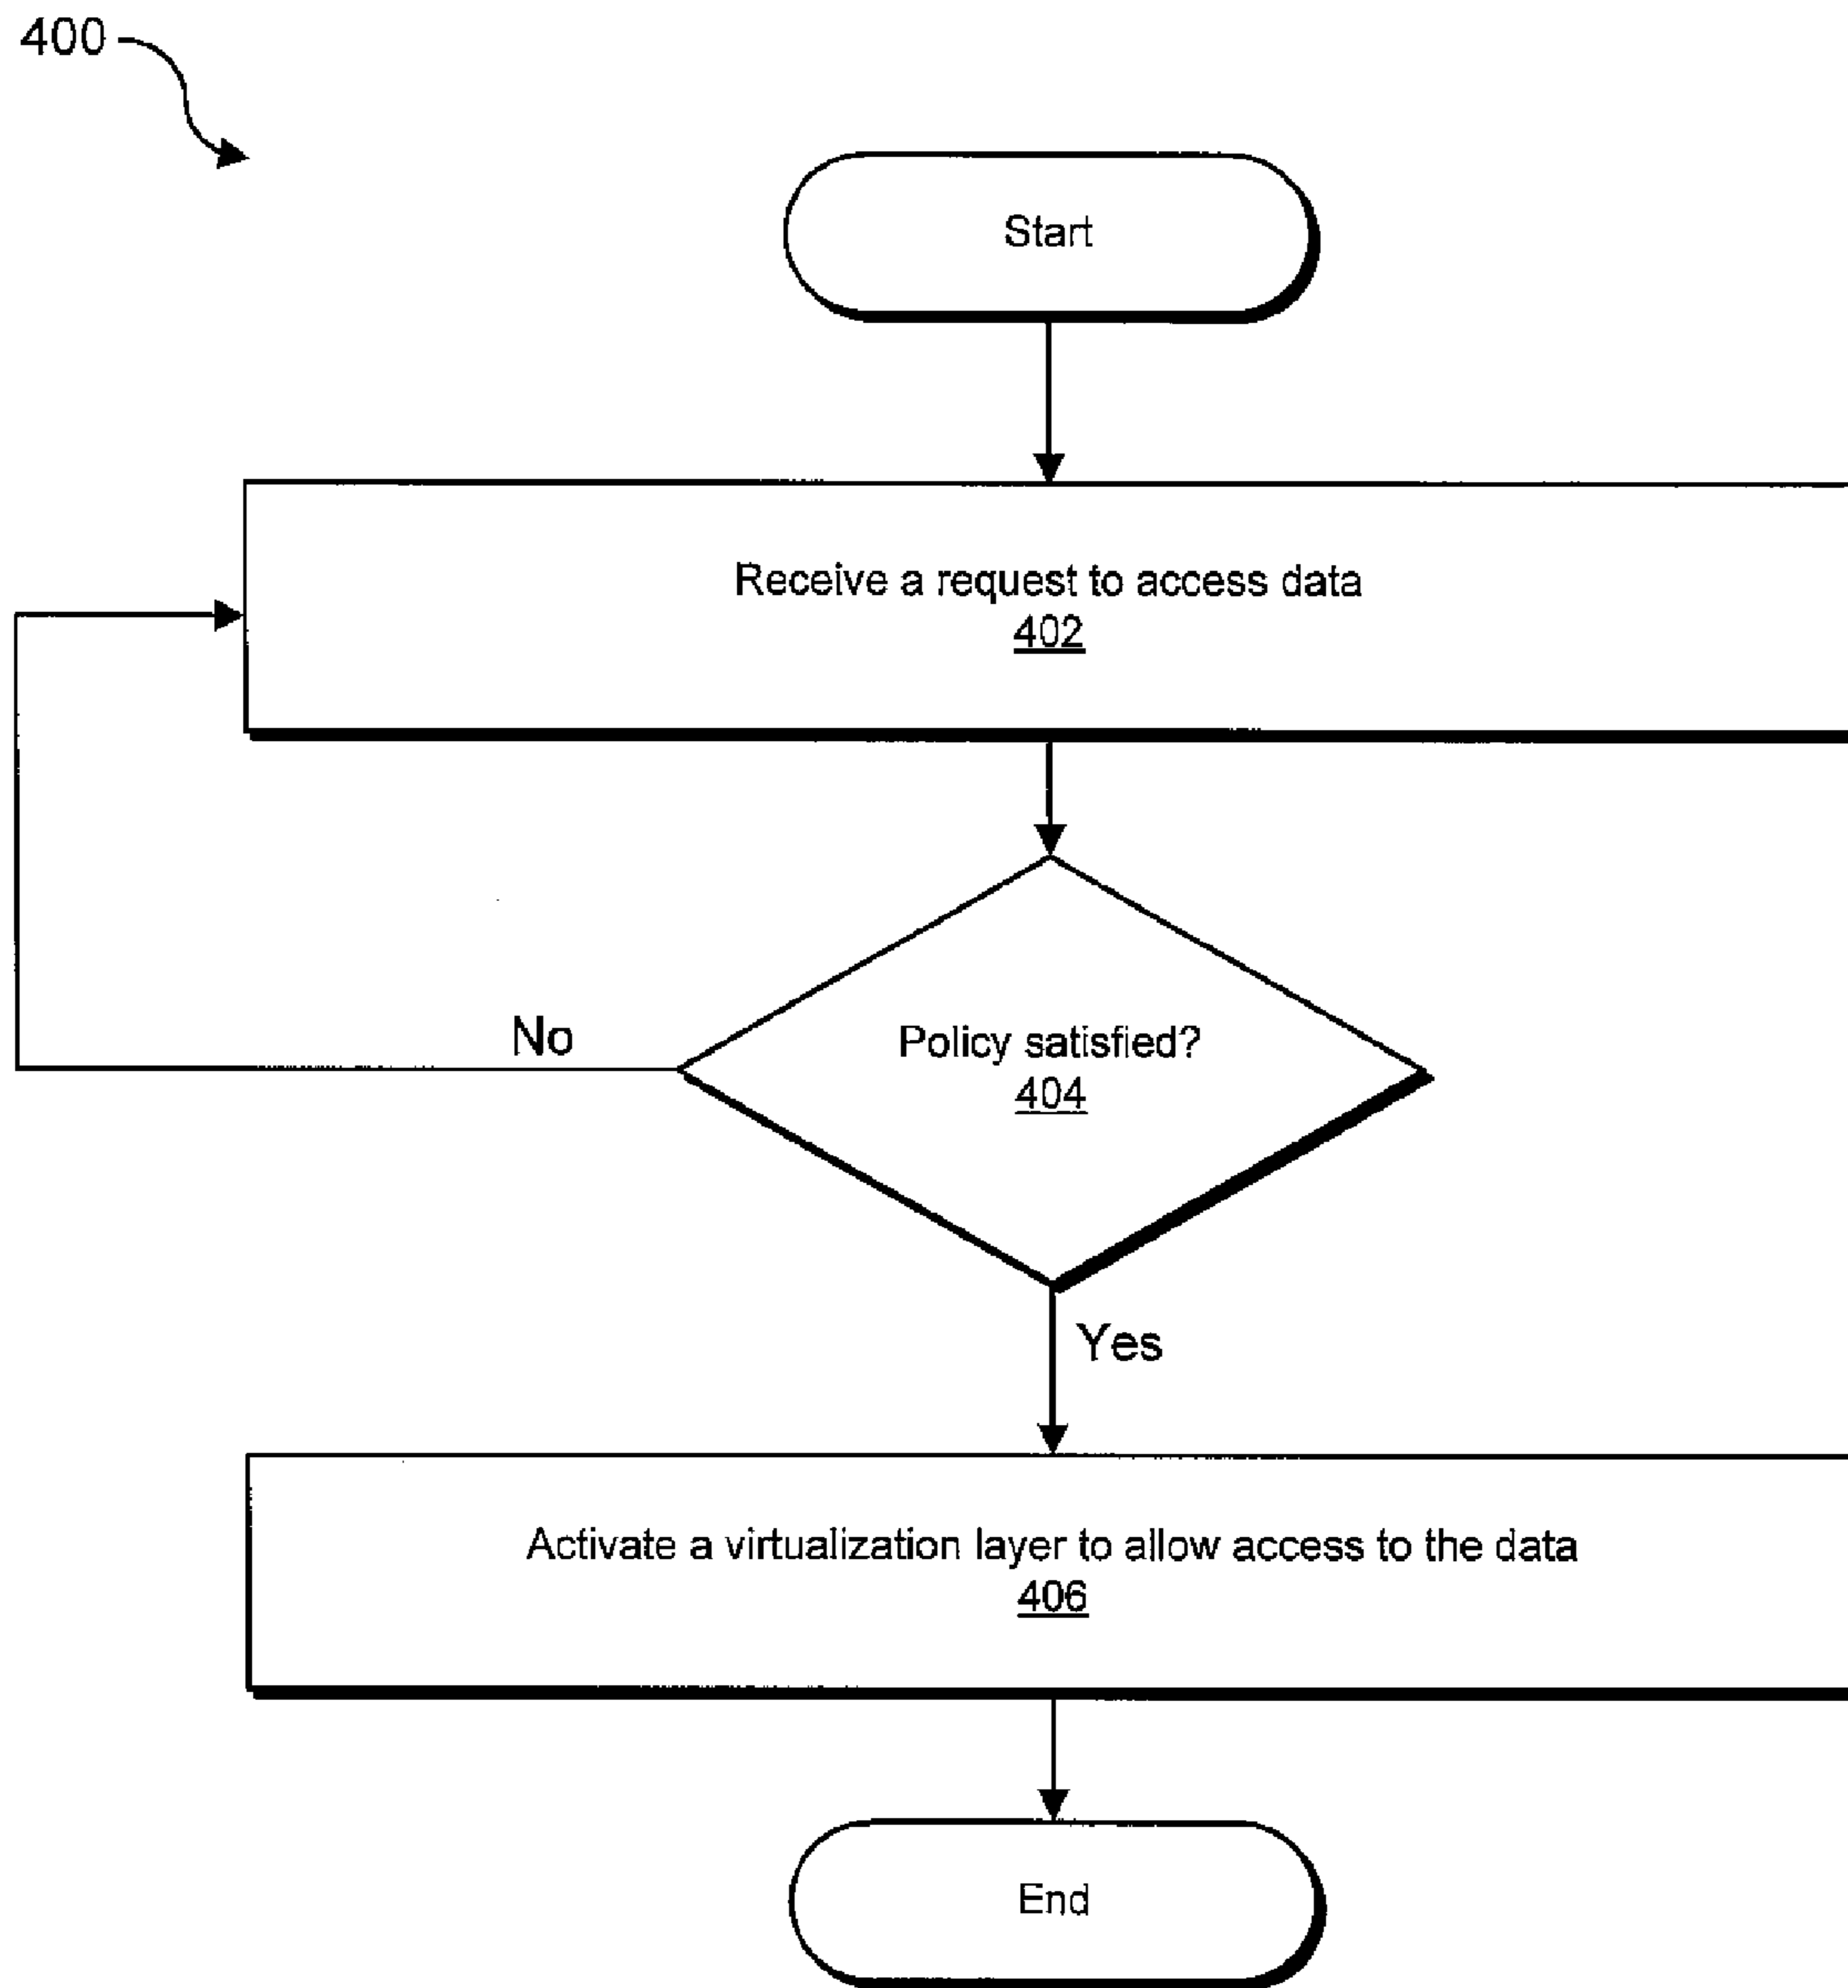 400
Start
Receive a request to access data
402
No
Policy satisfied?
404
Yes
Activate a virtualization layer to allow access to the data
406
End